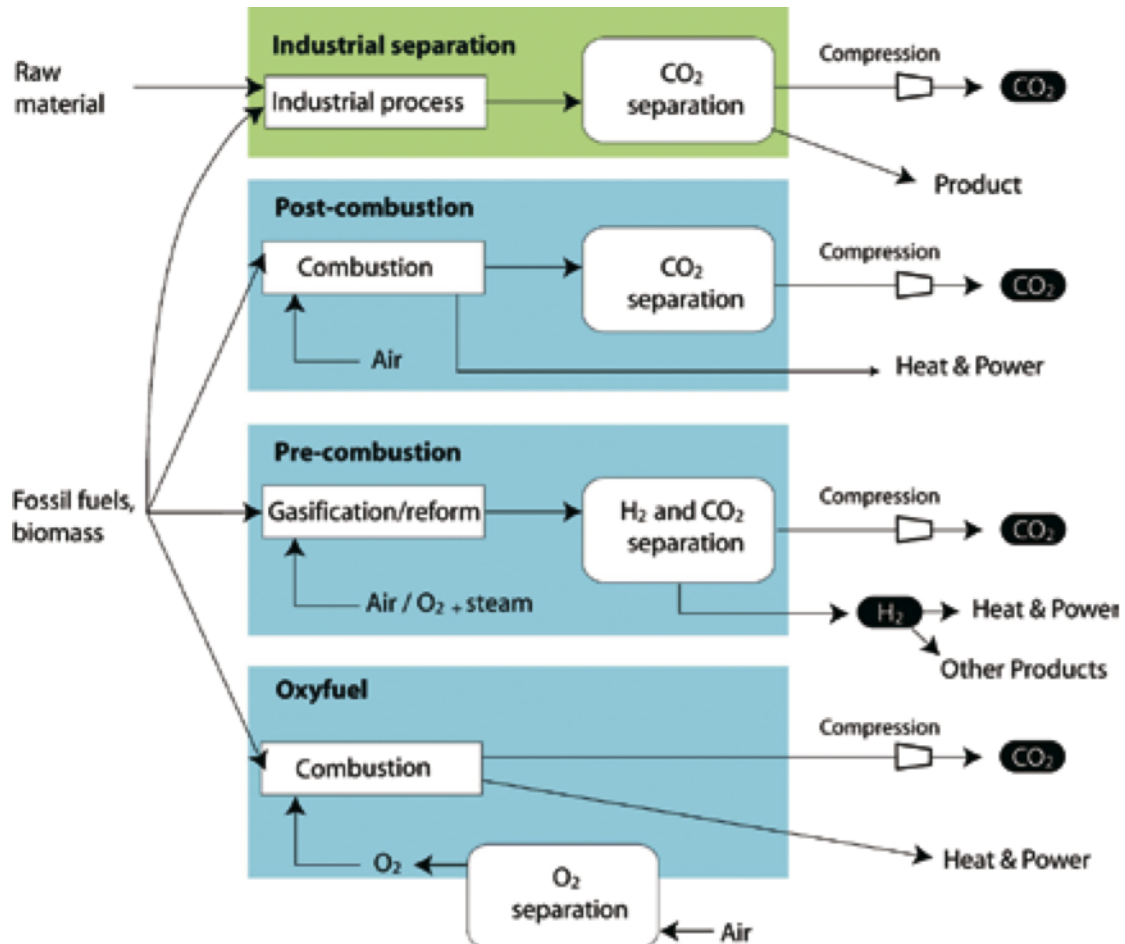 Industrial separation
Raw material
Industrial process
CO₂ separation
Compression
CO₂
Product
Post-combustion
Combustion
CO₂ separation
Compression
CO₂
Air
Heat & Power
Pre-combustion
Fossil fuels, biomass
Gasification/reform
H₂ and CO₂ separation
Compression
CO₂
Air / O₂ + steam
H₂
Heat & Power
Other Products
Oxyfuel
Combustion
Compression
CO₂
O₂
O₂ separation
Heat & Power
Air